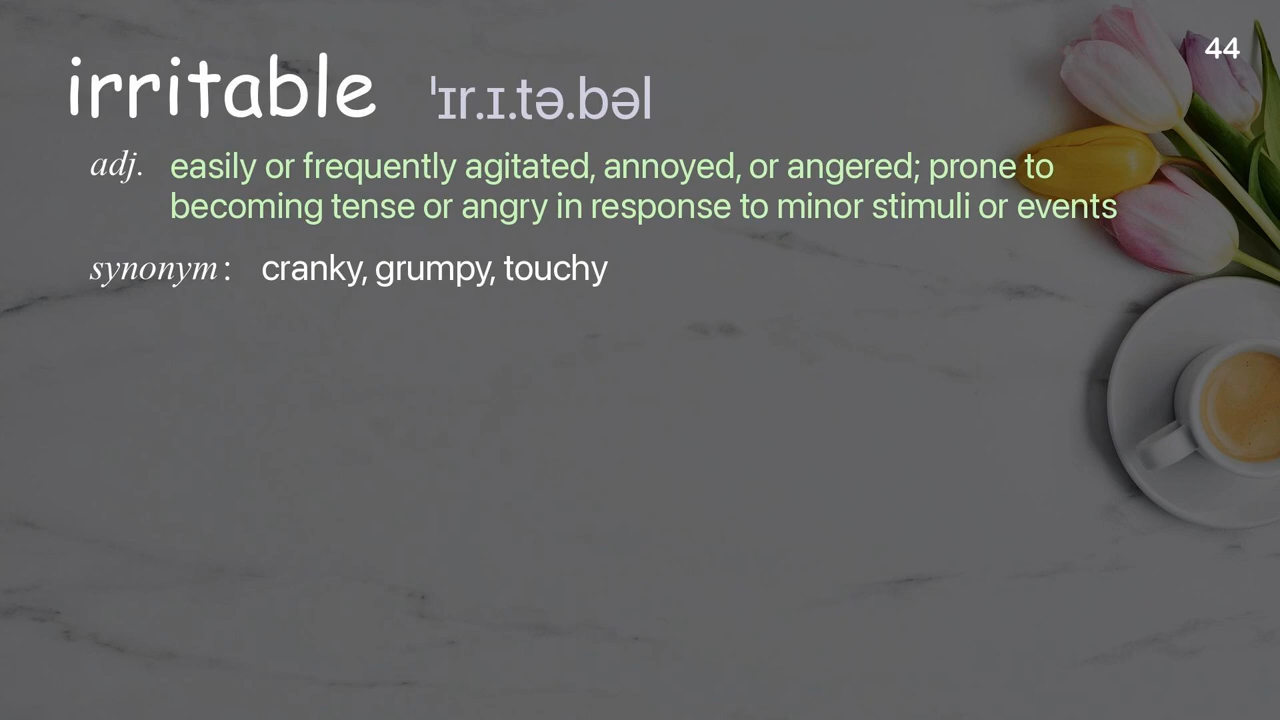 44
irritable ˈɪr.ɪ.tə.bəl
adj. easily or frequently agitated, annoyed, or angered; prone to
becoming tense or angry in response to minor stimuli or events
synonym: cranky, grumpy, touchy